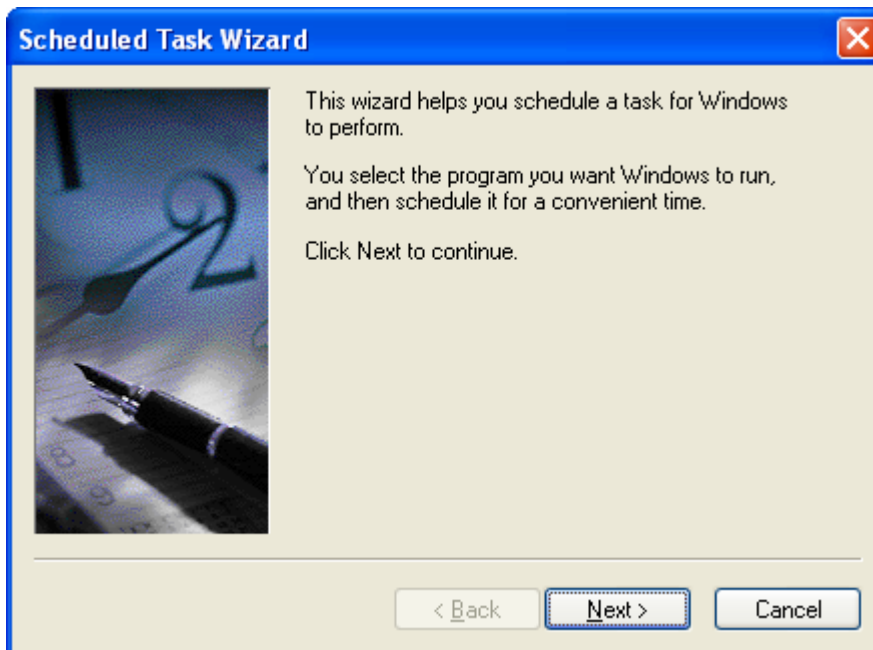 Scheduled Task Wizard
This wizard helps you schedule a task for Windows
to perform.
You select the program you want Windows to run,
and then schedule it for a convenient time.
Click Next to continue.
2
< Back
Next >
Cancel